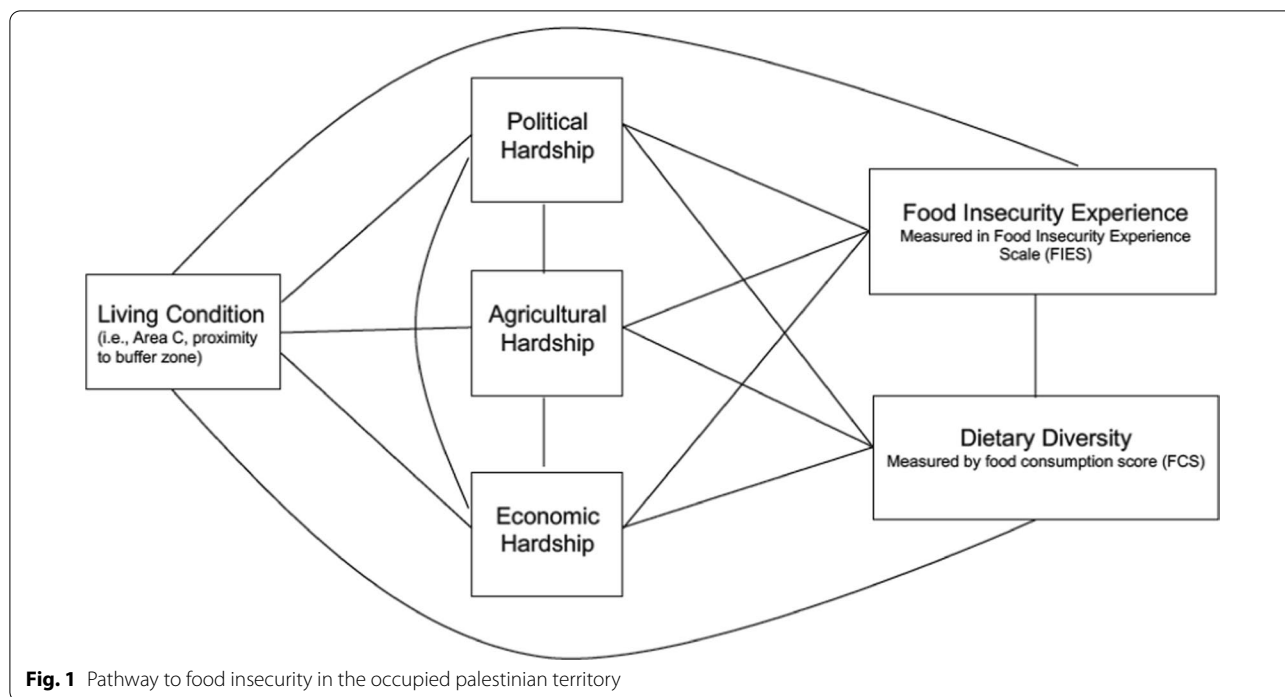 Political
Hardship
Food Insecurity Experience
Measured in Food Insecurity Experience
Scale (FIES)
Living Condition
(i.e., Area C, proximity
to buffer zone)
Agricultural
Hardship
Dietary Diversity
Measured by food consumption score (FCS)
Economic
Hardship
Fig. 1 Pathway to food insecurity in the occupied palestinian territory